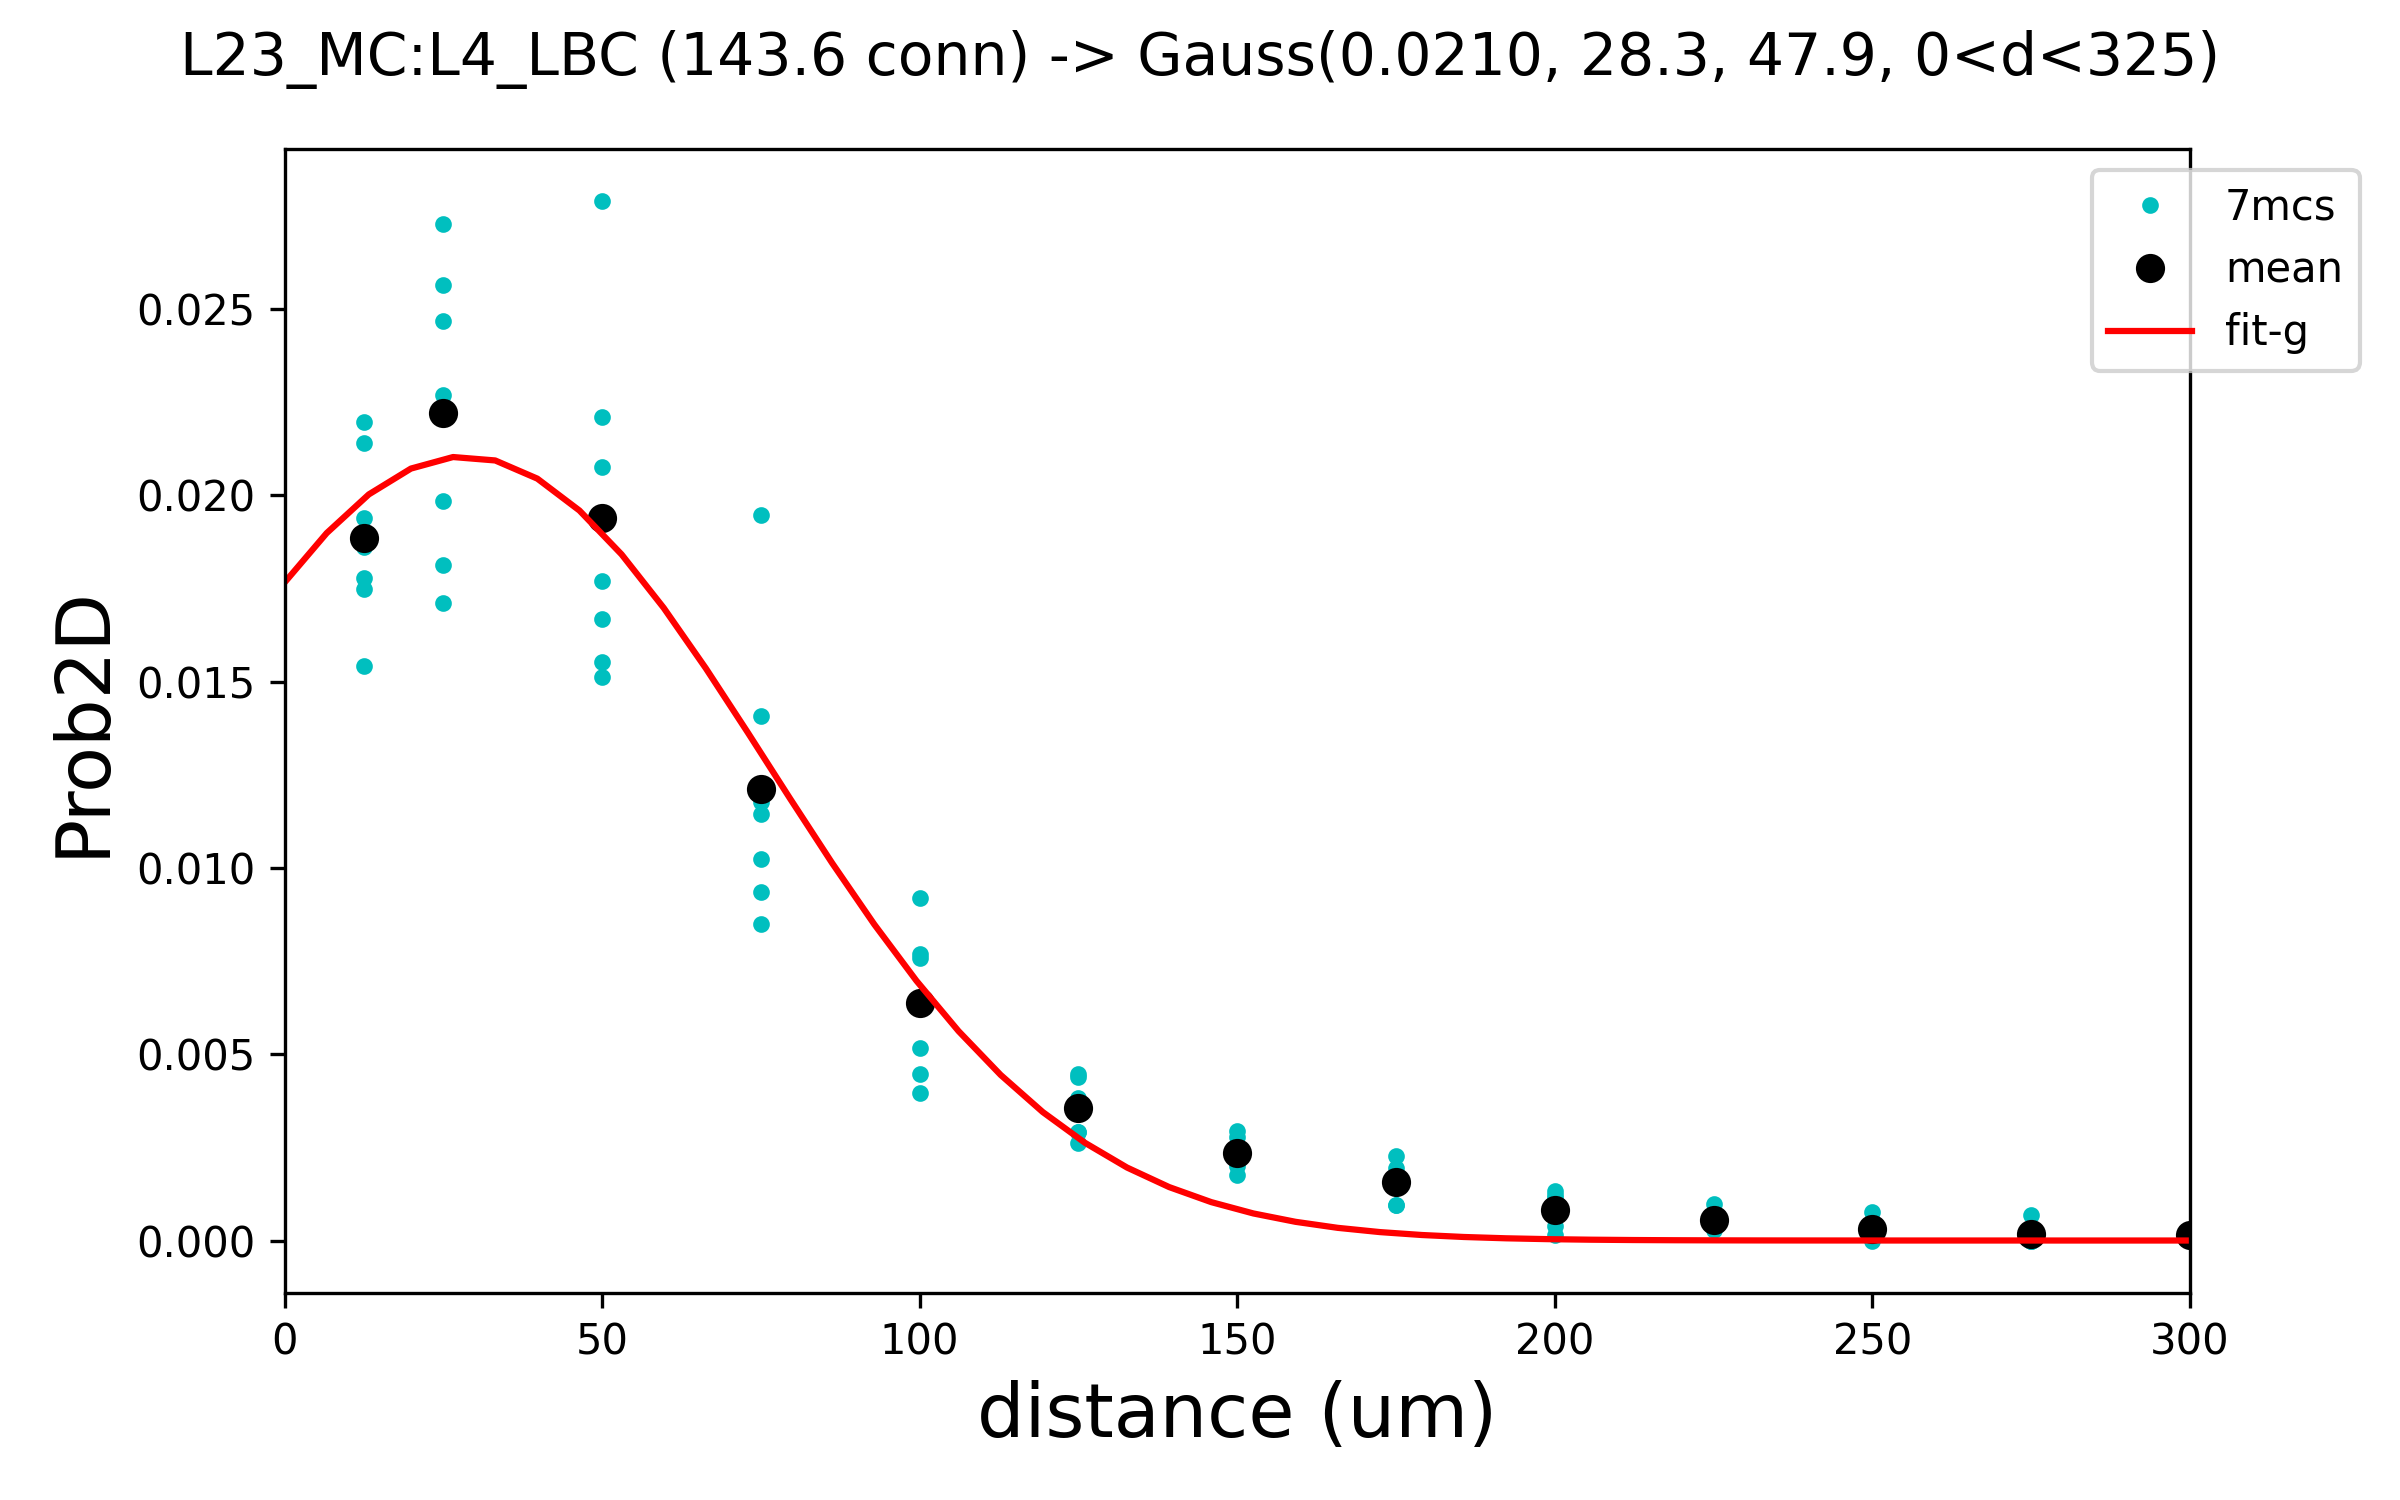 L23_MC:L4_LBC (143.6 conn) -> Gauss(0.0210, 28.3, 47.9, 0<d<325)
7mcs
mean
fit-g
Prob2D
0.025
0.020
0.015
0.010
0.005
0.000
0 50 100 150 200 250 300
distance (um)